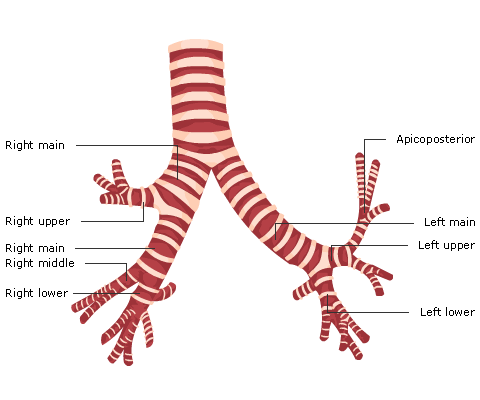 Right main
Right upper
Right main
Right middle
Right lower
Apicoposterior
Left main
Left upper
Left lower